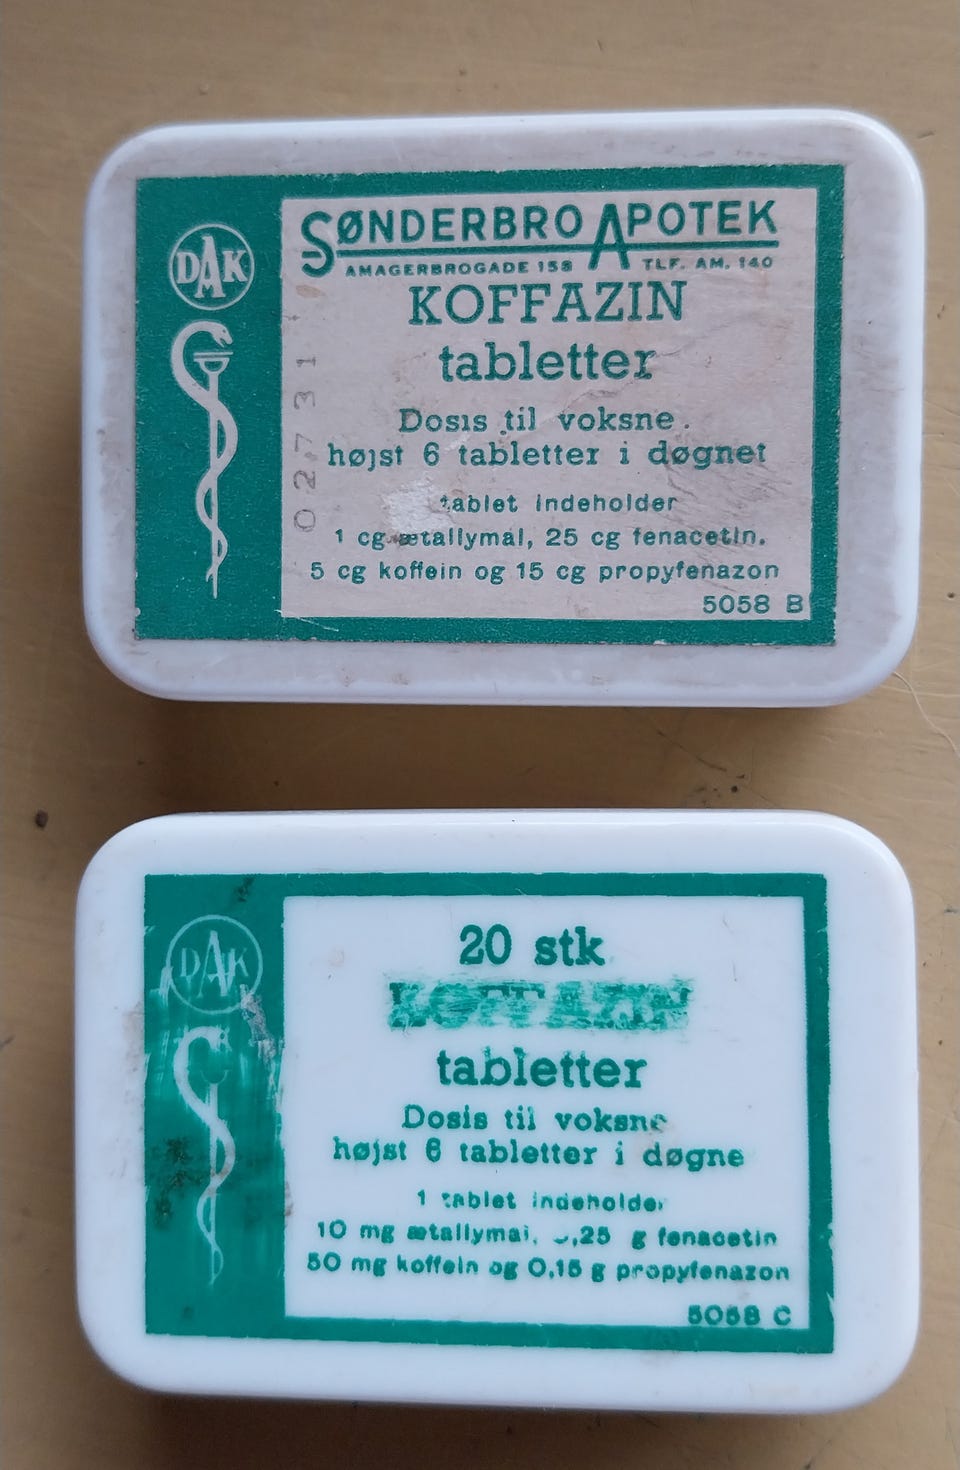 DAK
SØNDERBRO APOTEK
AMAGERBROGADE 158 TLF. AM. 140
KOFFAZIN
tabletter
Dosis til voksne.
højst 6 tabletter i døgnet
tablet indeholder
1 cg ætallymal, 25 cg fenacetin.
5 cg koffein og 15 cg propyfenazon
5058 B
02731
DAK
20 stk
KOFFAZIN
tabletter
Dosis til voksne
højst 6 tabletter i døgne
1 tablet indeholder
10 mg ætallymal, ,25 g fenacetin
50 mg koffein og 0,15 g propyfenazon
5058 C